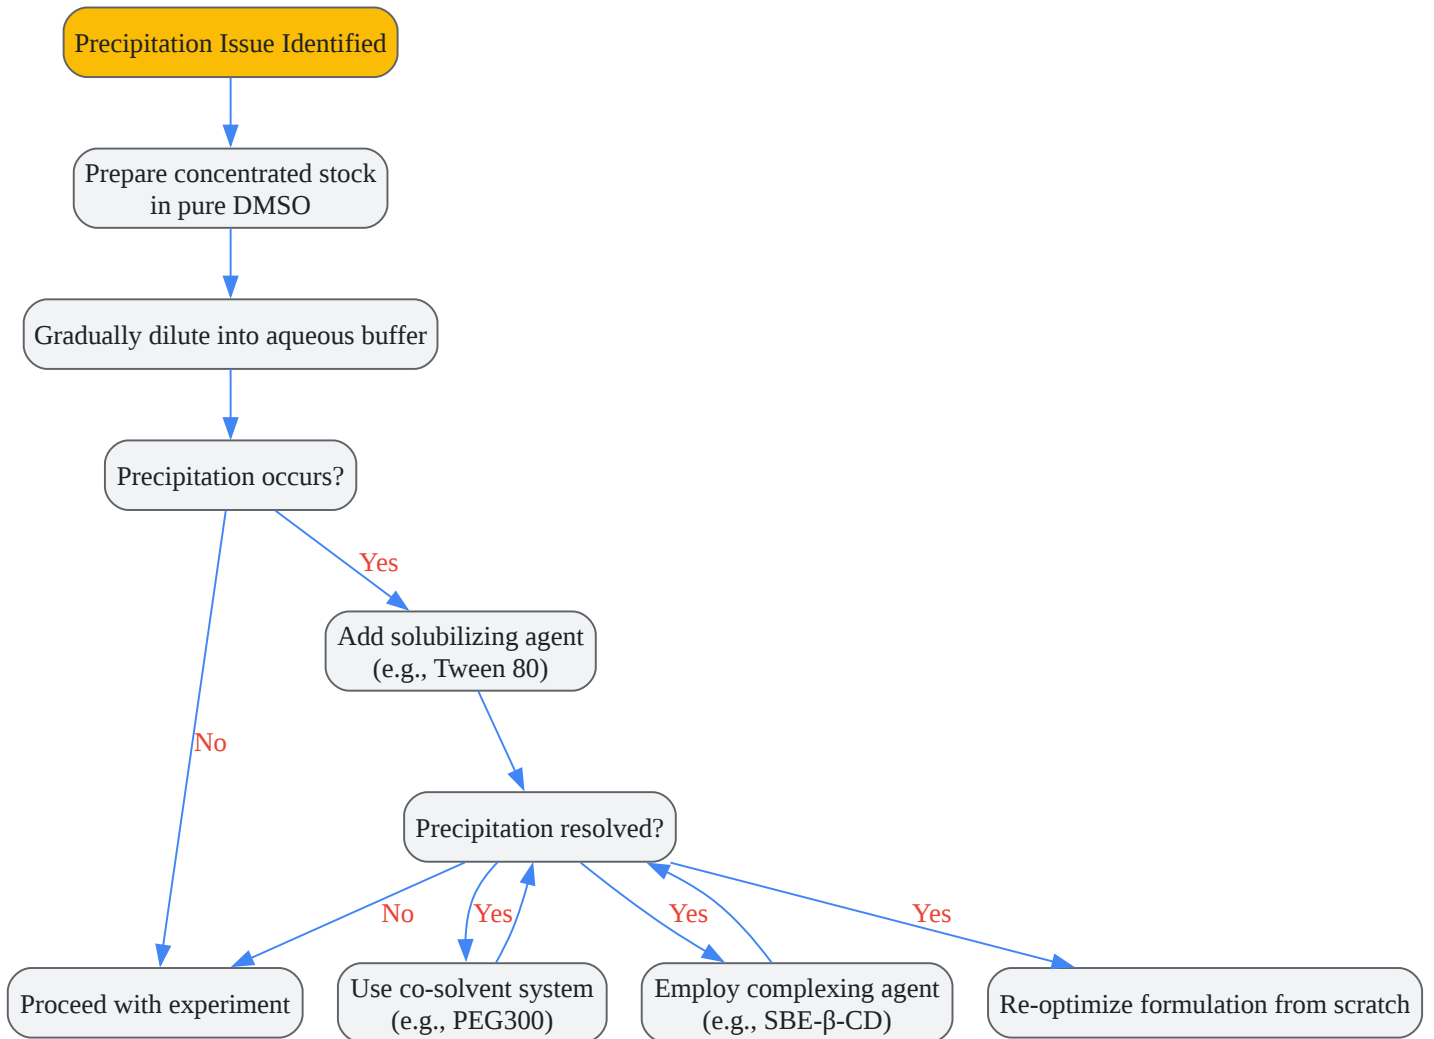 Precipitation Issue Identified
Prepare concentrated stock
in pure DMSO
Gradually dilute into aqueous buffer
Precipitation occurs?
Yes
Add solubilizing agent
(e.g., Tween 80)
No
Precipitation resolved?
No
Yes
Yes
Yes
Proceed with experiment
Use co-solvent system
(e.g., PEG300)
Employ complexing agent
(e.g., SBE-β-CD)
Re-optimize formulation from scratch